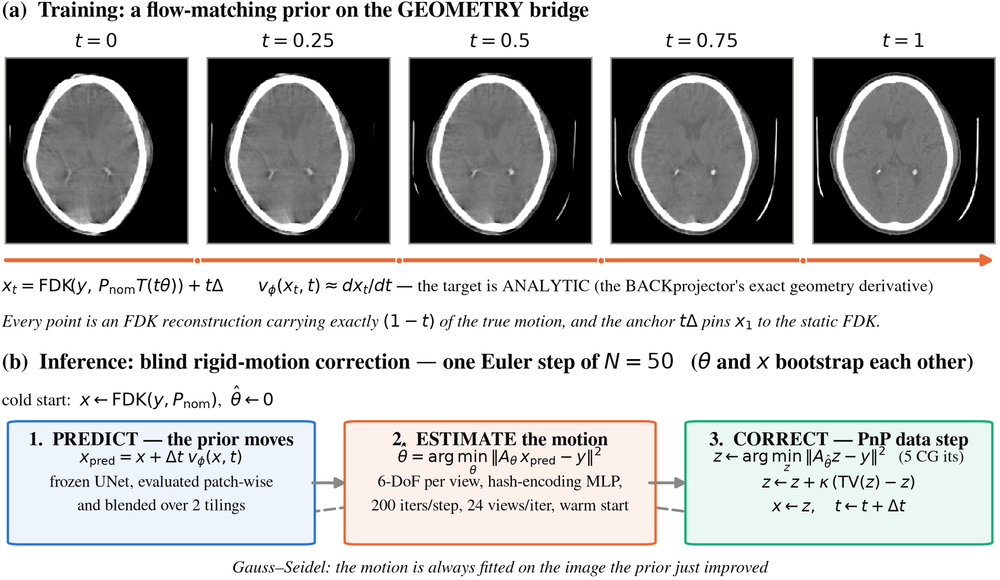 (a) Training: a flow-matching prior on the GEOMETRY bridge
t = 0 t = 0.25 t = 0.5 t = 0.75 t = 1
x_t = FDK(y, P_nom T(tθ)) + tΔ v_ϕ(x_t, t) ≈ dx_t/dt — the target is ANALYTIC (the BACKprojector's exact geometry derivative)
Every point is an FDK reconstruction carrying exactly (1 − t) of the true motion, and the anchor tΔ pins x_1 to the static FDK.
(b) Inference: blind rigid-motion correction — one Euler step of N = 50 (θ and x bootstrap each other)
cold start: x ← FDK(y, P_nom), θ̂ ← 0
1. PREDICT — the prior moves
x_pred = x + Δt v_ϕ(x, t)
frozen UNet, evaluated patch-wise
and blended over 2 tilings
2. ESTIMATE the motion
θ̂ = arg min_θ ‖A_θ x_pred − y‖²
6-DoF per view, hash-encoding MLP,
200 iters/step, 24 views/iter, warm start
3. CORRECT — PnP data step
z ← arg min_z ‖A_θ̂ z − y‖² (5 CG its)
z ← z + κ (TV(z) − z)
x ← z, t ← t + Δt
Gauss–Seidel: the motion is always fitted on the image the prior just improved